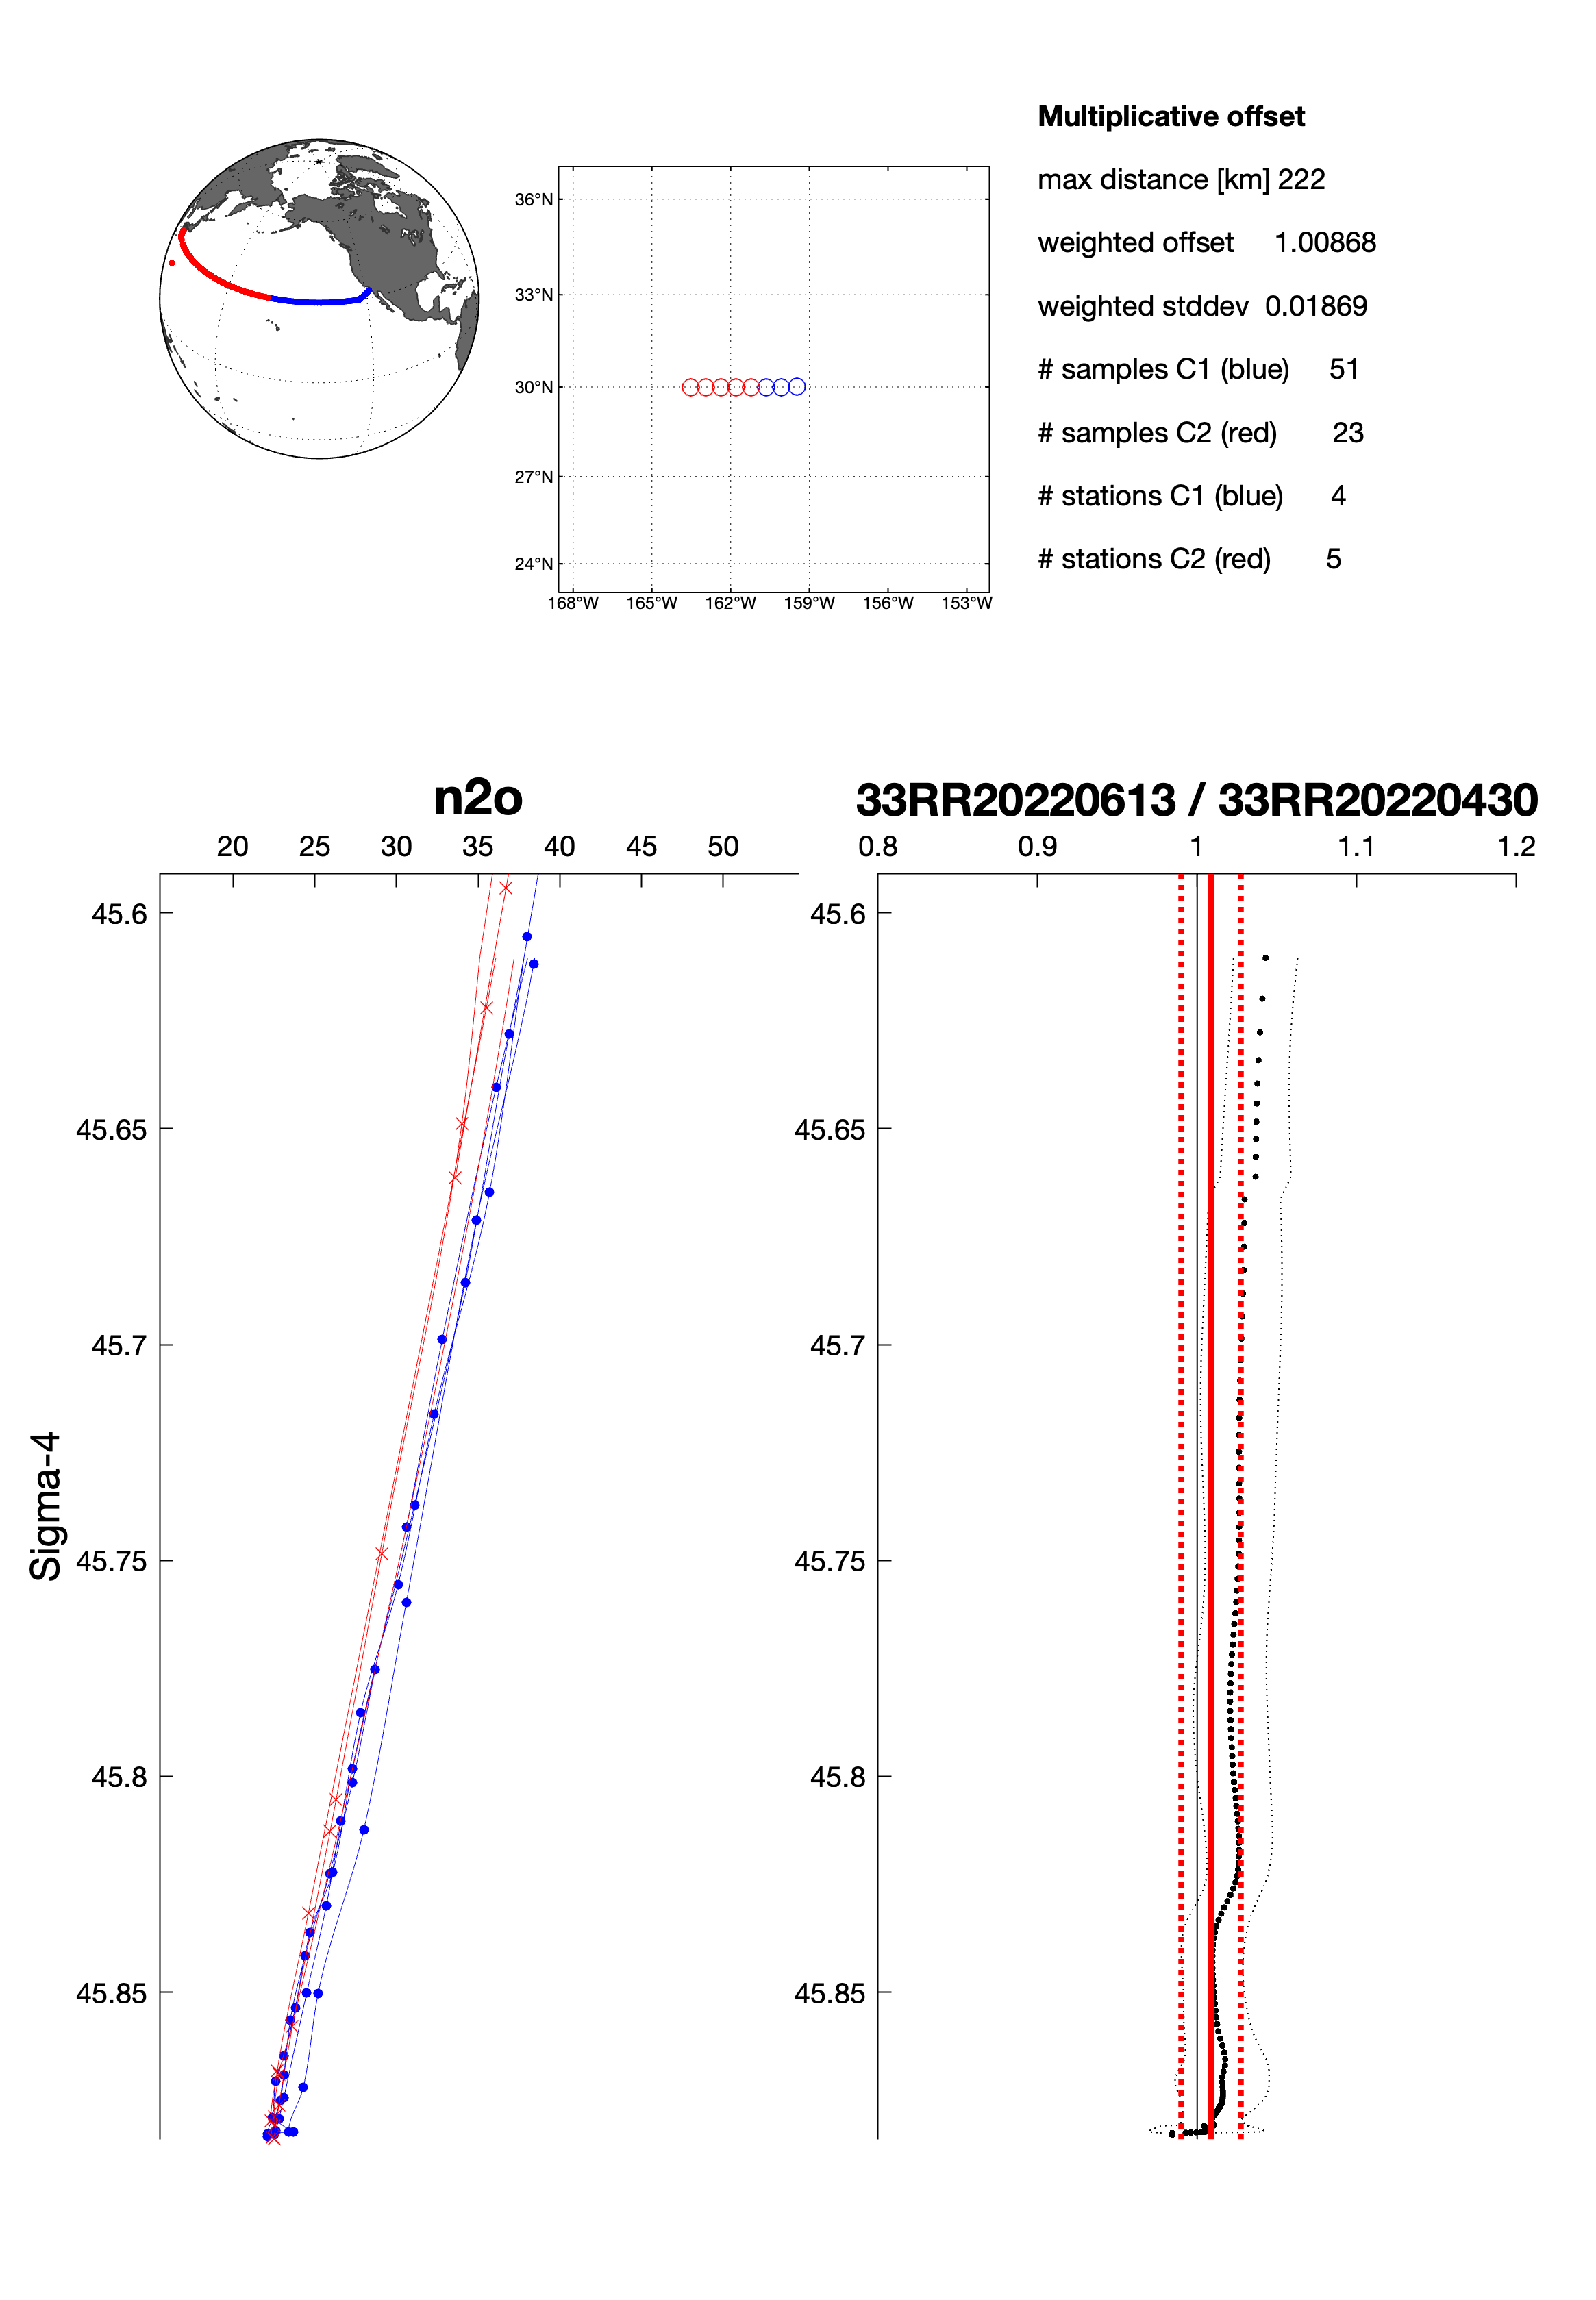 Multiplicative offset
max distance [km] 222
weighted offset 1.00868
weighted stddev 0.01869
# samples C1 (blue) 51
# samples C2 (red) 23
# stations C1 (blue) 4
# stations C2 (red) 5
36°N
33°N
30°N
27°N
24°N
168°W 165°W 162°W 159°W 156°W 153°W
n2o
20 25 30 35 40 45 50
45.6
45.65
45.7
45.75
45.8
45.85
Sigma-4
33RR20220613 / 33RR20220430
0.8 0.9 1 1.1 1.2
45.6
45.65
45.7
45.75
45.8
45.85